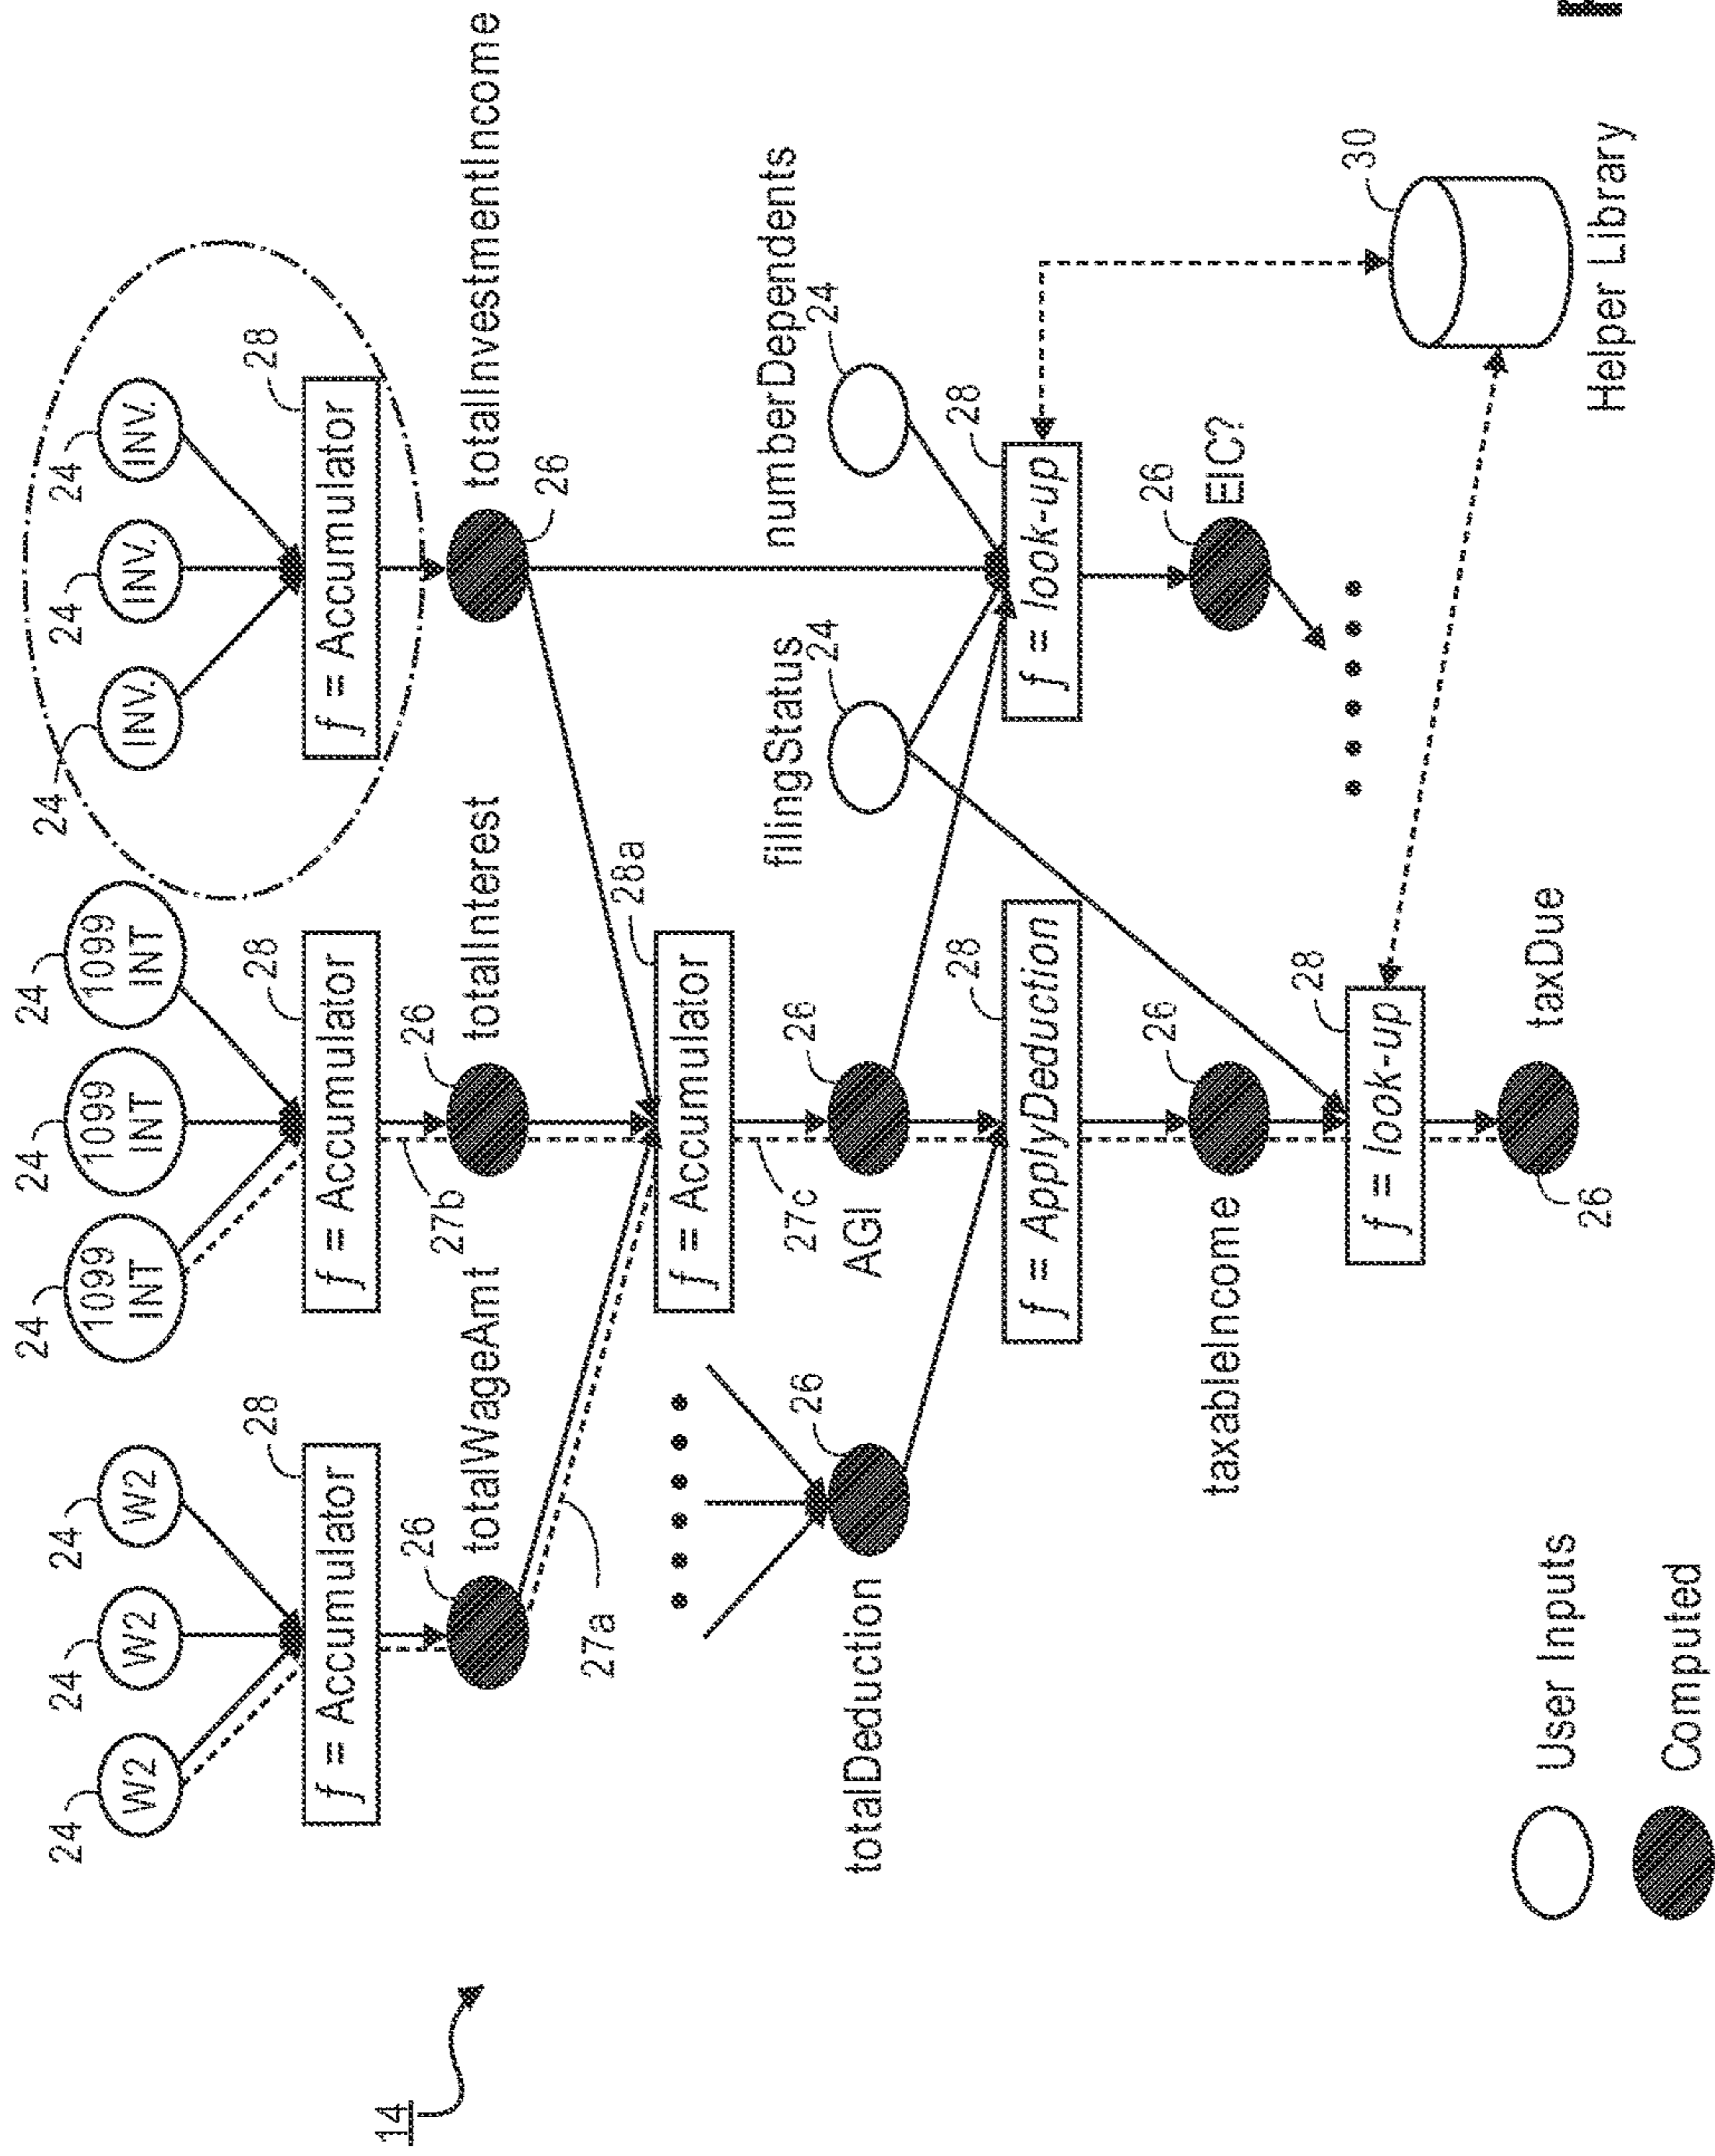 24
24
24
24
24
24
24
24
24
24
W2
W2
W2
1099
INT
1099
INT
1099
INT
INV.
INV.
INV.
28
28
28
f = Accumulator
f = Accumulator
f = Accumulator
14
26
26
totalWageAmt
totalInterest
totalInvestmentIncome
27b
26
27a
28a
f = Accumulator
27c
26
26
fillingStatus
24
numberDependents
24
totalDeduction
AGI
28
28
f = ApplyDeduction
f = look-up
26
26
taxableIncome
EIC?
28
30
f = look-up
taxDue
26
Helper Library
User Inputs
Computed